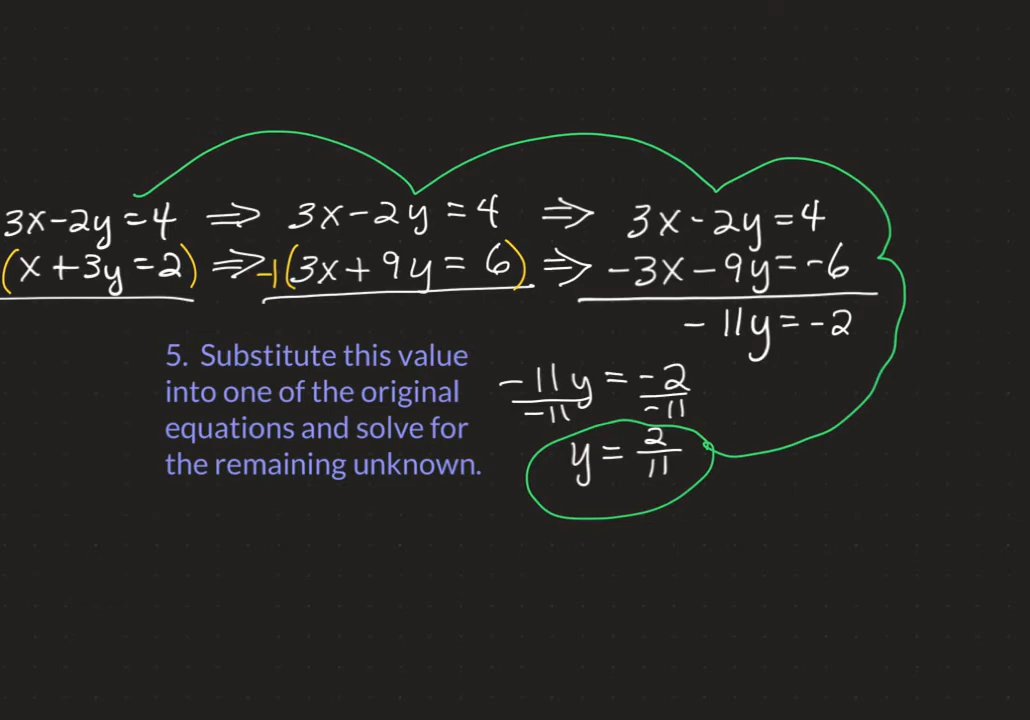 3x-2y=4 ⇒ 3x-2y=4 ⇒ 3x-2y=4
(x+3y=2) ⇒ -1(3x+9y=6) ⇒ -3x-9y=-6
-11y=-2
5. Substitute this value
into one of the original
equations and solve for
the remaining unknown.
-11y/-11 = -2/-11
y = 2/11